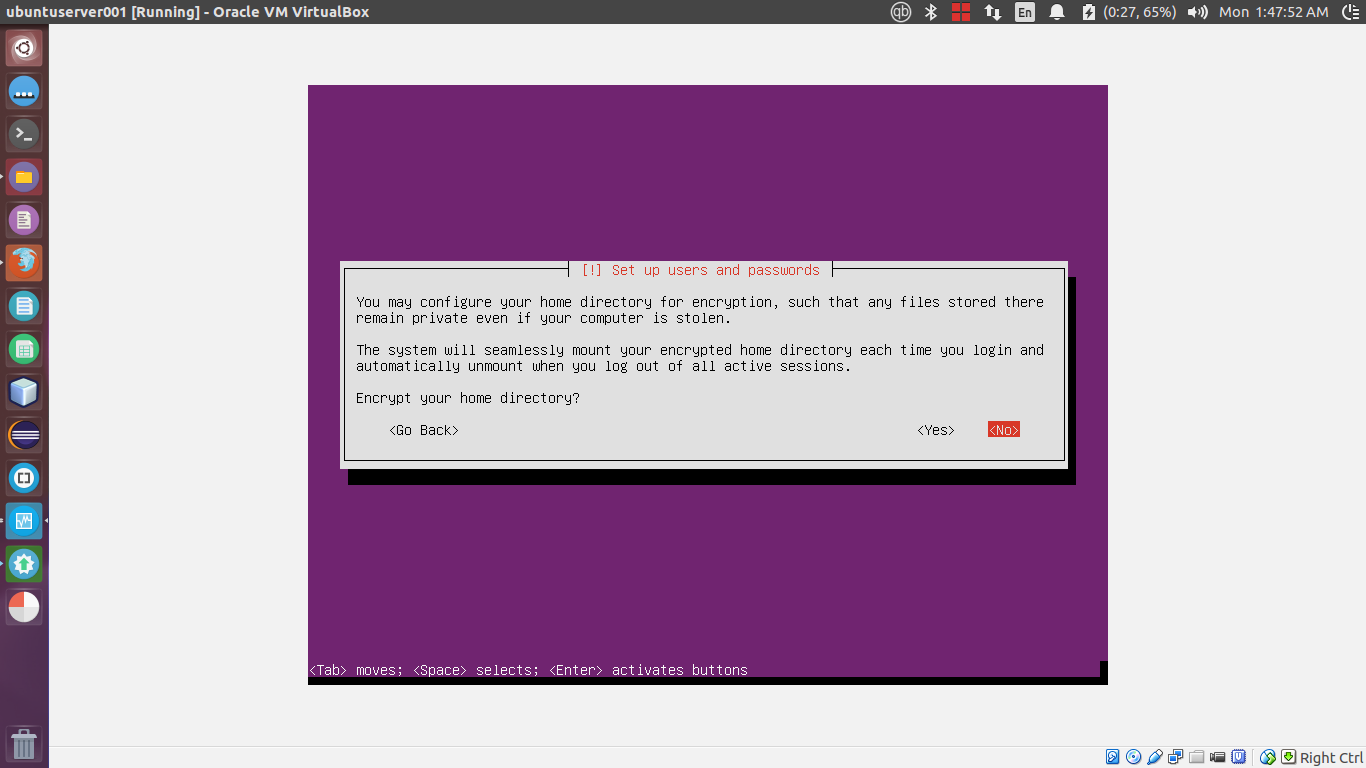 ubuntuserver001 [Running] - Oracle VM VirtualBox
qb En (0:27, 65%) Mon 1:47:52 AM
[!] Set up users and passwords
You may configure your home directory for encryption, such that any files stored there
remain private even if your computer is stolen.
The system will seamlessly mount your encrypted home directory each time you login and
automatically unmount when you log out of all active sessions.
Encrypt your home directory?
<Go Back> <Yes> <No>
<Tab> moves; <Space> selects; <Enter> activates buttons
Right Ctrl